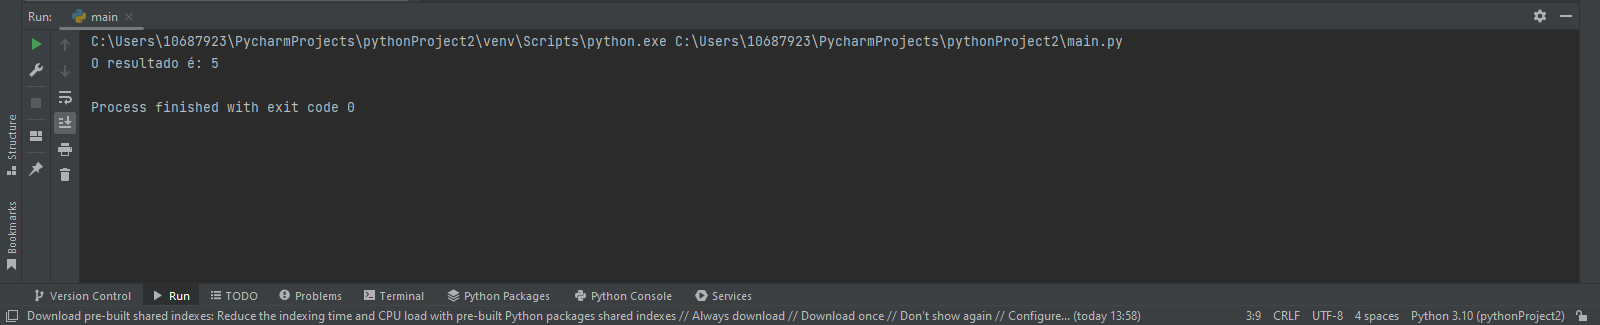 Run: main
C:\Users\10687923\PycharmProjects\pythonProject2\venv\Scripts\python.exe C:\Users\10687923\PycharmProjects\pythonProject2\main.py
O resultado é: 5
Process finished with exit code 0
Structure
Bookmarks
Version Control Run TODO Problems Terminal Python Packages Python Console Services
Download pre-built shared indexes: Reduce the indexing time and CPU load with pre-built Python packages shared indexes // Always download // Download once // Don't show again // Configure... (today 13:58) 3:9 CRLF UTF-8 4 spaces Python 3.10 (pythonProject2)